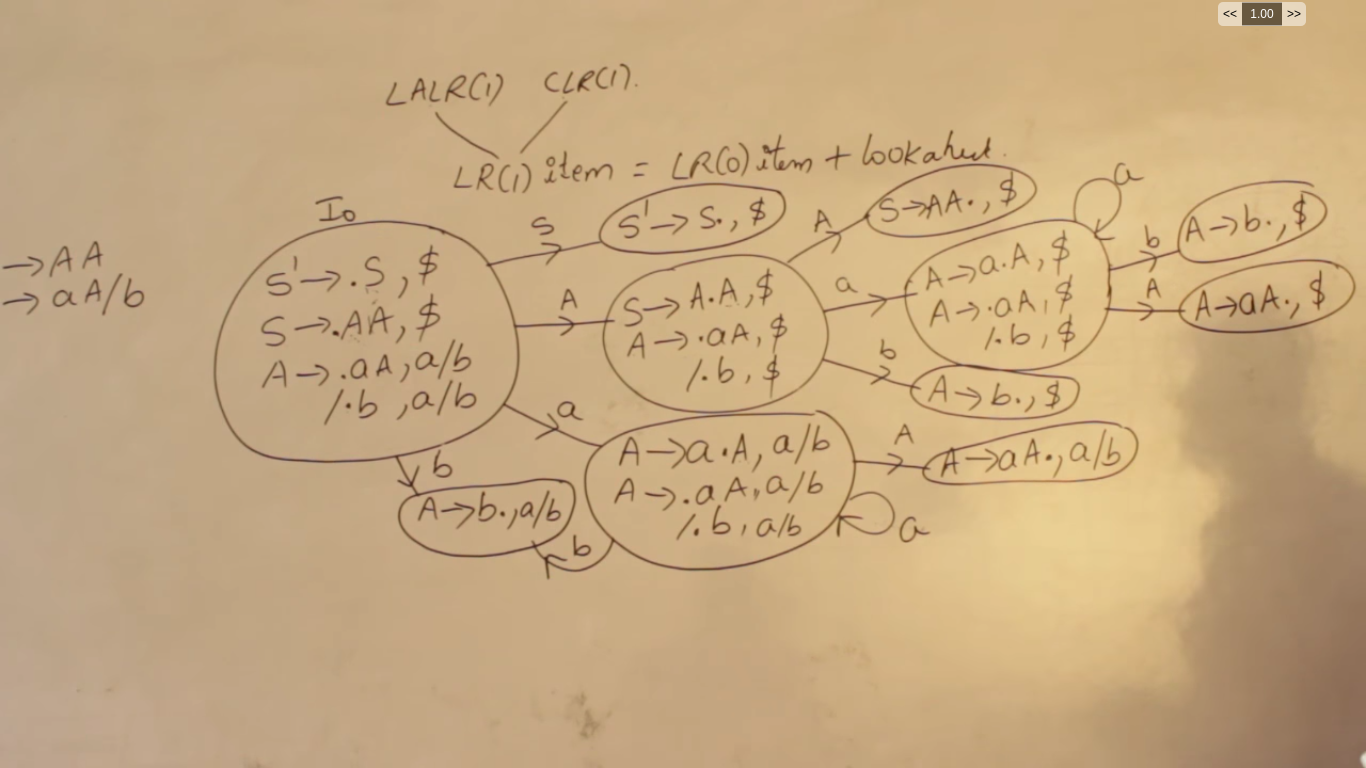 << 1.00 >>
LALR(1) CLR(1).
LR(1) item = LR(0) item + lookahead.
I₀
→AA
→aA/b
S'→.S, $
S→.AA, $
A→.aA, a/b
/.b, a/b
S
S'→S., $
A
S→A.A, $
A→.aA, $
/.b, $
A
S→AA., $
a
A→a.A, $
A→.aA, $
/.b, $
a
b
A→b., $
A
A→aA., $
b
A→b., $
a
A→a.A, a/b
A→.aA, a/b
/.b, a/b
A
A→aA., a/b
a
b
A→b., a/b
b